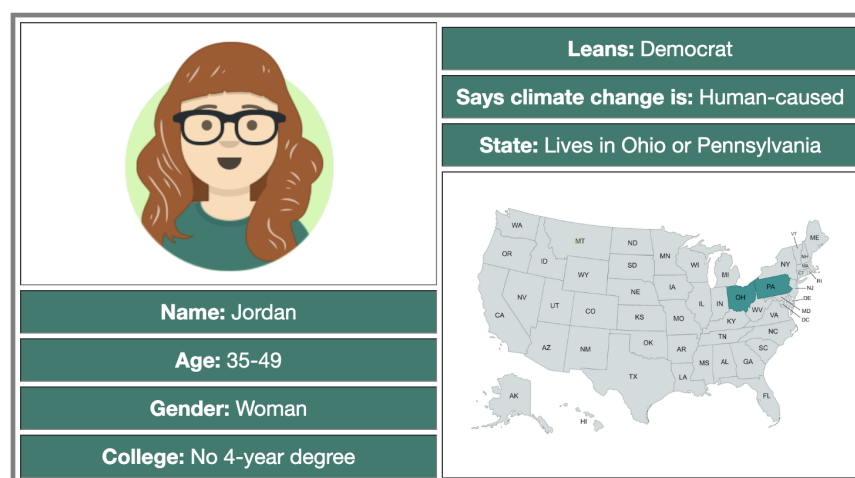 Leans: Democrat
Says climate change is: Human-caused
State: Lives in Ohio or Pennsylvania
Name: Jordan
Age: 35-49
Gender: Woman
College: No 4-year degree
WA
MT
ND
MN
OR
ID
SD
WI
MI
VT
ME
NH
MA
NY
CT
RI
WY
NE
IA
PA
NJ
NV
UT
CO
IL
IN
OH
DE
MD
DC
WV
VA
CA
KS
MO
KY
NC
AZ
NM
OK
AR
TN
SC
TX
LA
MS
AL
GA
FL
AK
HI